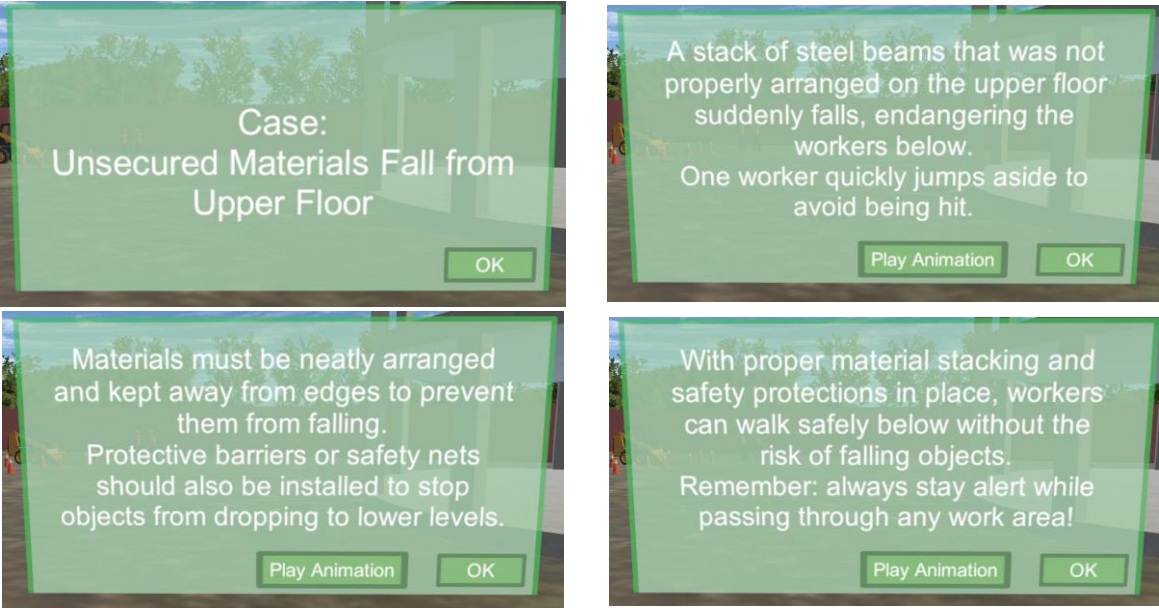 Case:
Unsecured Materials Fall from
Upper Floor
OK
A stack of steel beams that was not
properly arranged on the upper floor
suddenly falls, endangering the
workers below.
One worker quickly jumps aside to
avoid being hit.
Play Animation
OK
Materials must be neatly arranged
and kept away from edges to prevent
them from falling.
Protective barriers or safety nets
should also be installed to stop
objects from dropping to lower levels.
Play Animation
OK
With proper material stacking and
safety protections in place, workers
can walk safely below without the
risk of falling objects.
Remember: always stay alert while
passing through any work area!
Play Animation
OK